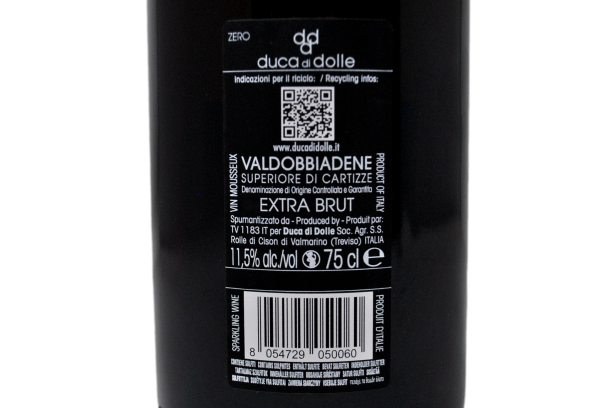 ZERO
dd
d
duca di dolle
Indicazioni per il riciclo: / Recycling infos:
www.ducadidolle.it
VIN MOUSSEUX
VALDOBBIADENE
SUPERIORE DI CARTIZZE
Denominazione di Origine Controllata e Garantita
EXTRA BRUT
PRODUCT OF ITALY
Spumantizzato da - Produced by - Produit par:
TV 1183 IT per Duca di Dolle Soc. Agr. S.S.
Rolle di Cison di Valmarino (Treviso) ITALIA
11,5% alc./vol 75 cl e
SPARKLING WINE
8 054729 050060
PRODUIT D'ITALIE
CONTIENE SOLFITI CONTAINS SULPHITES ENTHÄLT SULFITE